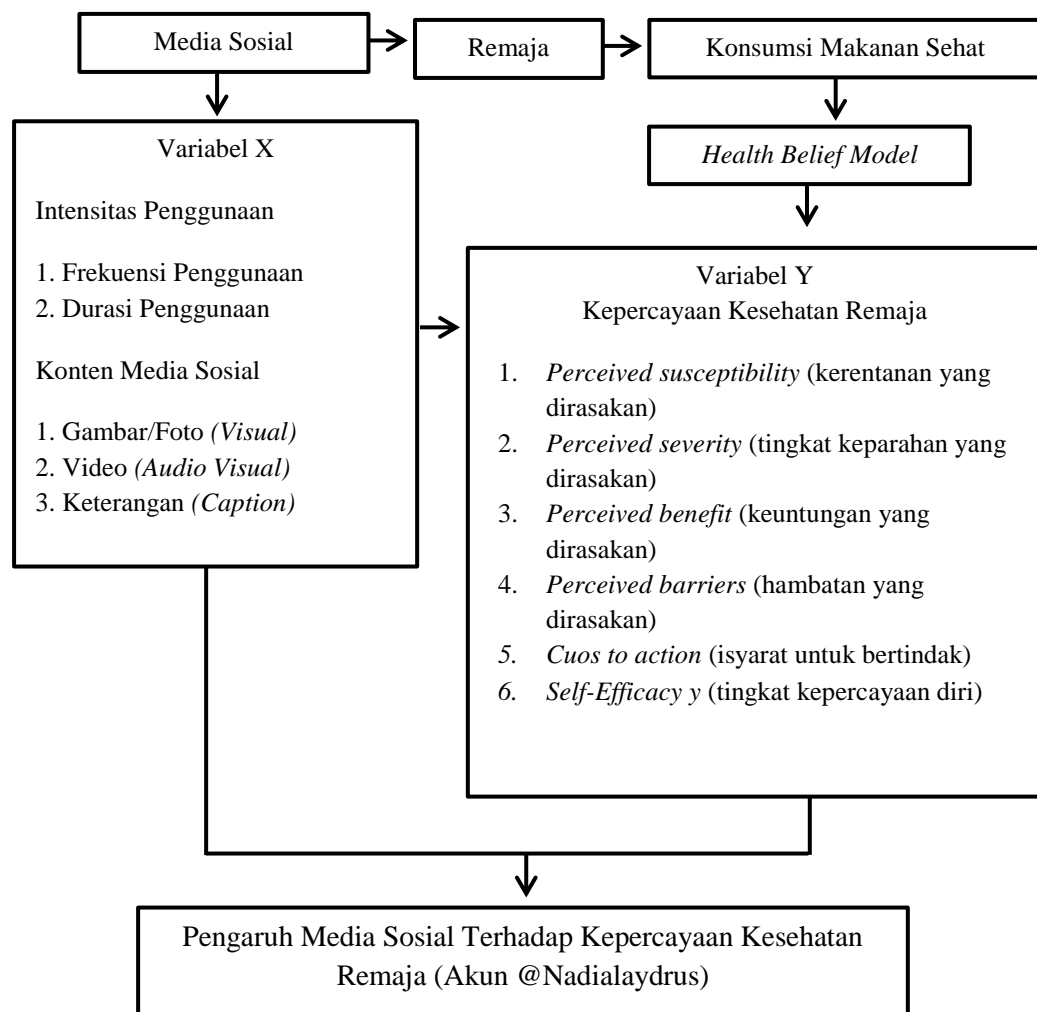 Media Sosial
Remaja
Konsumsi Makanan Sehat
Variabel X
Intensitas Penggunaan
1. Frekuensi Penggunaan
2. Durasi Penggunaan
Konten Media Sosial
1. Gambar/Foto (Visual)
2. Video (Audio Visual)
3. Keterangan (Caption)
Health Belief Model
Variabel Y
Kepercayaan Kesehatan Remaja
1. Perceived susceptibility (kerentanan yang
dirasakan)
2. Perceived severity (tingkat keparahan yang
dirasakan)
3. Perceived benefit (keuntungan yang
dirasakan)
4. Perceived barriers (hambatan yang
dirasakan)
5. Cuos to action (isyarat untuk bertindak)
6. Self-Efficacy y (tingkat kepercayaan diri)
Pengaruh Media Sosial Terhadap Kepercayaan Kesehatan
Remaja (Akun @Nadialaydrus)